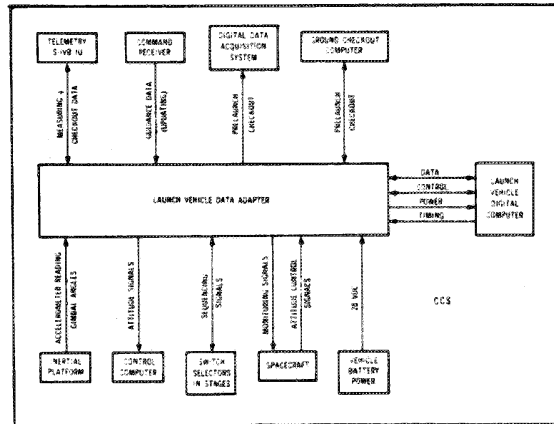 TELEMETRY
S-IVB IU
COMMAND
RECEIVER
DIGITAL DATA
ACQUISITION
SYSTEM
GROUND CHECKOUT
COMPUTER
MEASURING &
CHECKOUT DATA
GUIDANCE DATA
(UPDATING)
PRELAUNCH
CHECKOUT
PRELAUNCH
CHECKOUT
LAUNCH VEHICLE DATA ADAPTER
DATA
CONTROL
POWER
TIMING
LAUNCH
VEHICLE
DIGITAL
COMPUTER
ACCELEROMETER READING
GIMBAL ANGLES
ATTITUDE SIGNALS
SEQUENCING
SIGNALS
MONITORING SIGNALS
ATTITUDE CONTROL
SIGNALS
28 VDC
CCS
INERTIAL
PLATFORM
CONTROL
COMPUTER
SWITCH
SELECTORS
IN STAGES
SPACECRAFT
VEHICLE
BATTERY
POWER